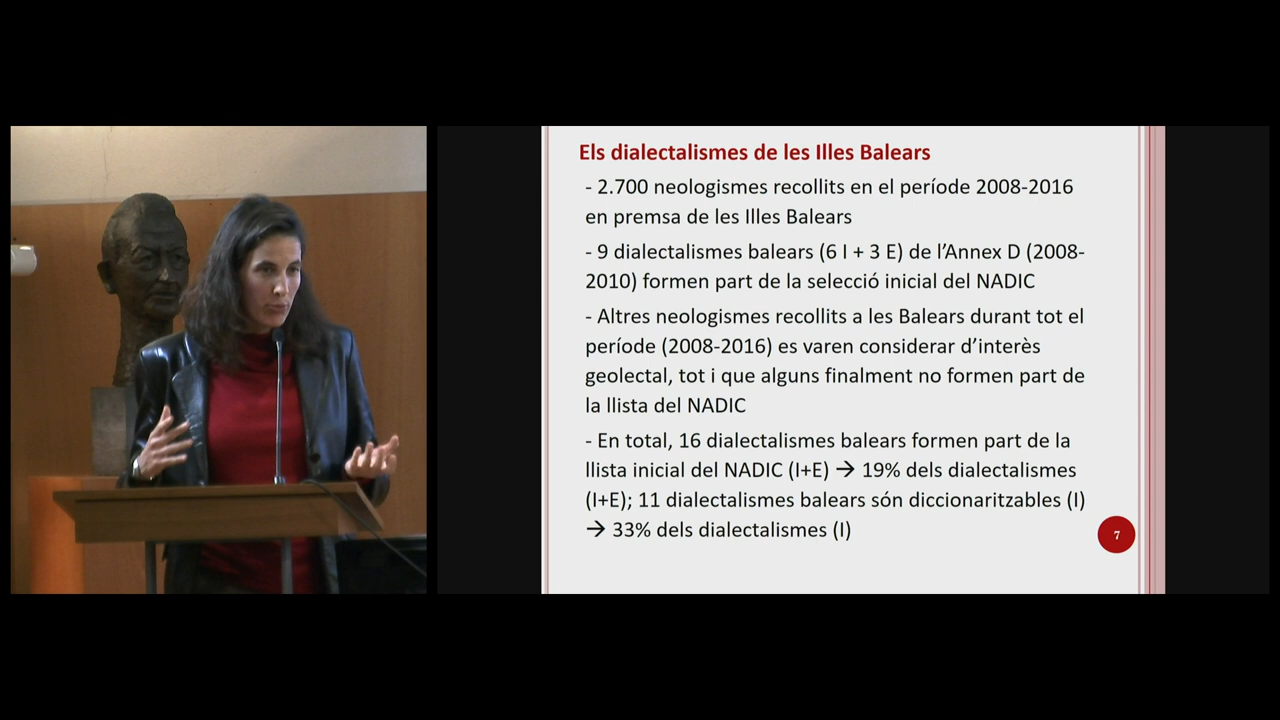 Els dialectalismes de les Illes Balears
- 2.700 neologismes recollits en el període 2008-2016
en premsa de les Illes Balears
- 9 dialectalismes balears (6 I + 3 E) de l’Annex D (2008-
2010) formen part de la selecció inicial del NADIC
- Altres neologismes recollits a les Balears durant tot el
període (2008-2016) es varen considerar d’interès
geolectal, tot i que alguns finalment no formen part de
la llista del NADIC
- En total, 16 dialectalismes balears formen part de la
llista inicial del NADIC (I+E) → 19% dels dialectalismes
(I+E); 11 dialectalismes balears són diccionaritzables (I)
→ 33% dels dialectalismes (I)
7